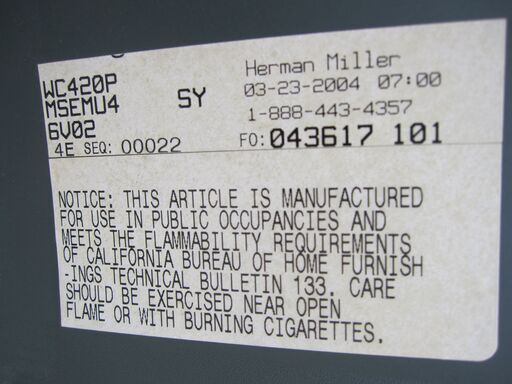 WC420P
MSEMU4 SY
6V02
4E SEQ: 00022
Herman Miller
03-23-2004 07:00
1-888-443-4357
FO: 043617 101
NOTICE: THIS ARTICLE IS MANUFACTURED
FOR USE IN PUBLIC OCCUPANCIES AND
MEETS THE FLAMMABILITY REQUIREMENTS
OF CALIFORNIA BUREAU OF HOME FURNISH
-INGS TECHNICAL BULLETIN 133. CARE
SHOULD BE EXERCISED NEAR OPEN
FLAME OR WITH BURNING CIGARETTES.